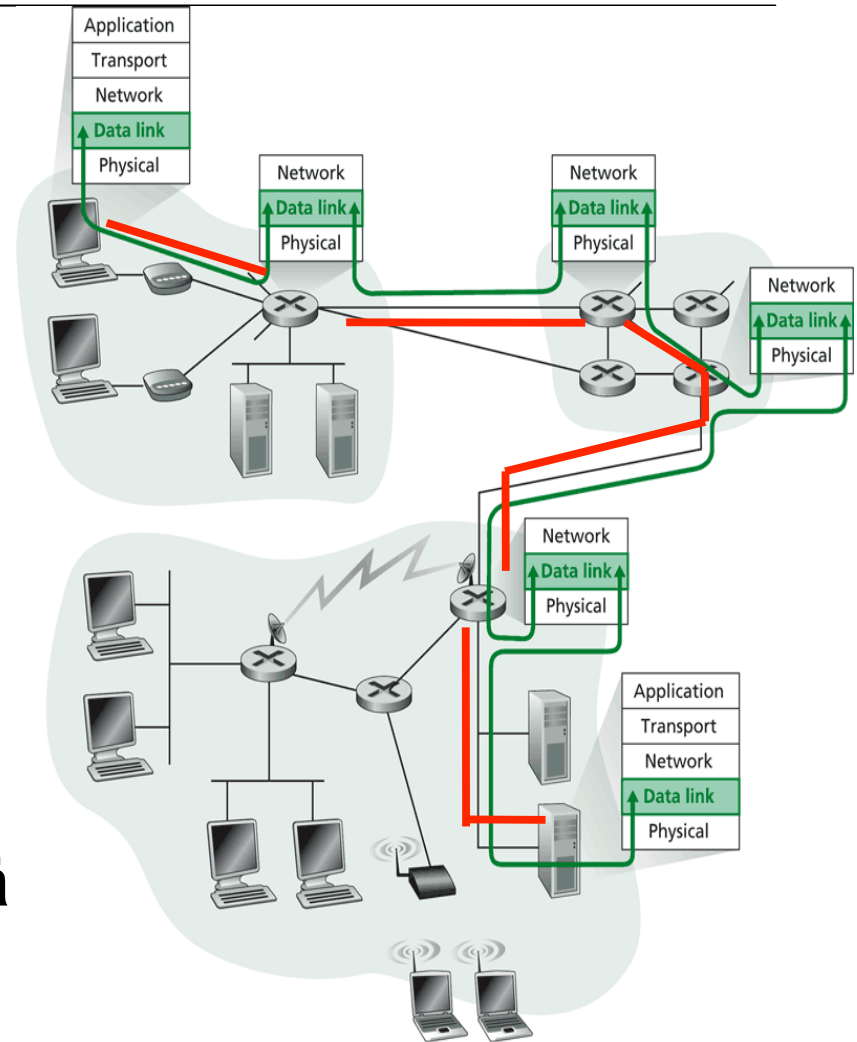 Application
Transport
Network
Data link
Physical
Network
Data link
Physical
Network
Data link
Physical
Network
Data link
Physical
Network
Data link
Physical
Application
Transport
Network
Data link
Physical